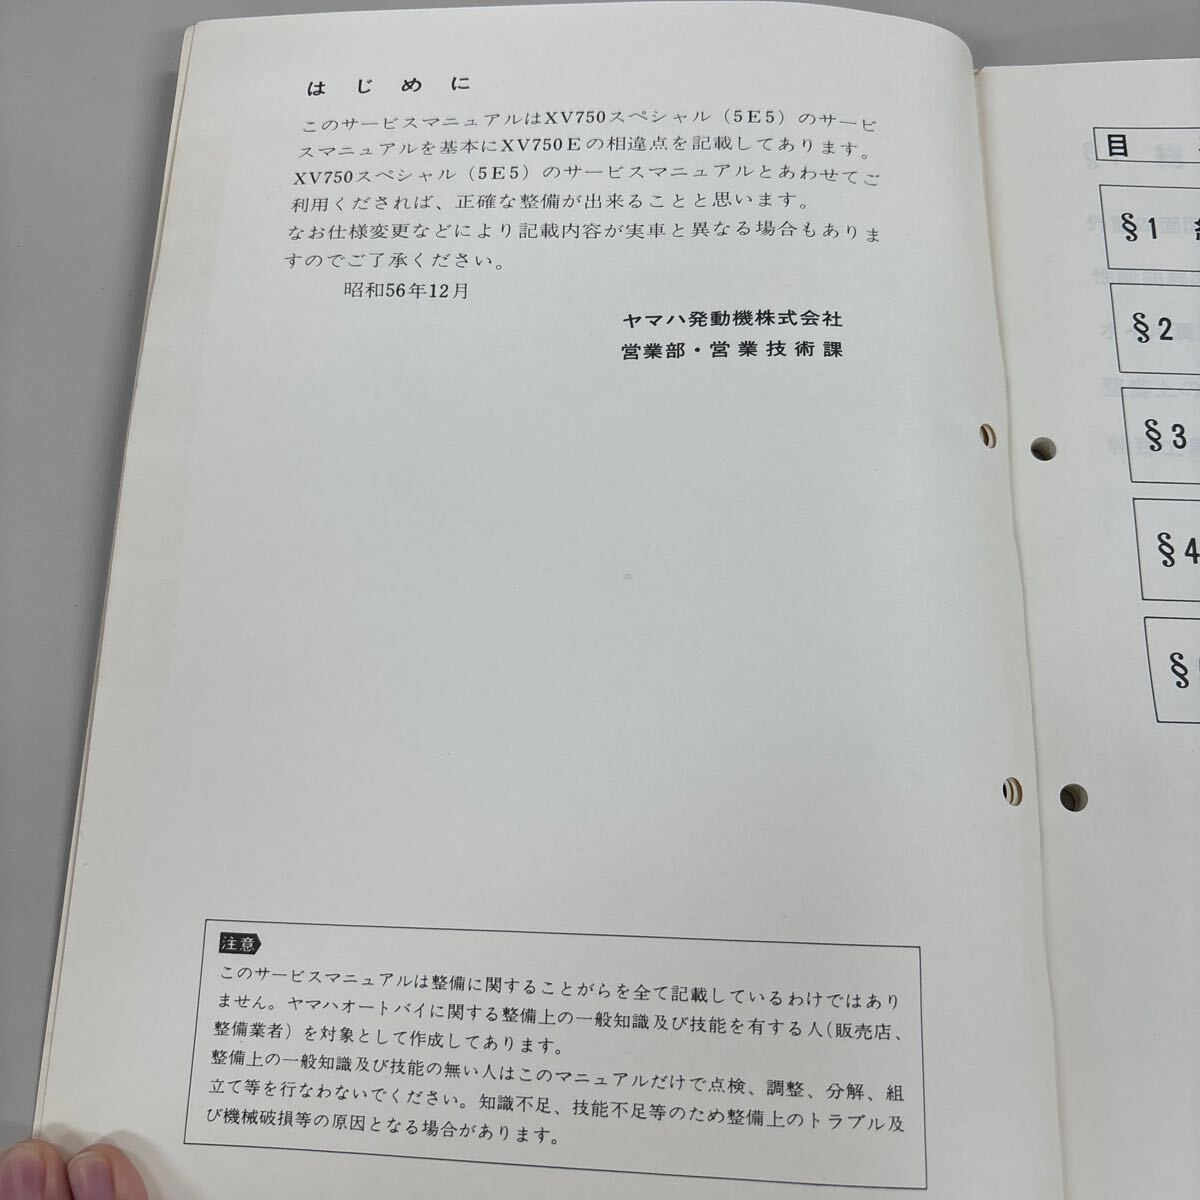 はじめに
このサービスマニュアルはXV750スペシャル（5E5）のサービ
スマニュアルを基本にXV750Eの相違点を記載してあります。
XV750スペシャル（5E5）のサービスマニュアルとあわせてご
利用くだされば、正確な整備が出来ることと思います。
なお仕様変更などにより記載内容が実車と異なる場合もありま
すのでご了承ください。
昭和56年12月
ヤマハ発動機株式会社
営業部・営業技術課
注意
このサービスマニュアルは整備に関することがらを全て記載しているわけではあり
ません。ヤマハオートバイに関する整備上の一般知識及び技能を有する人（販売店、
整備業者）を対象として作成してあります。
整備上の一般知識及び技能の無い人はこのマニュアルだけで点検、調整、分解、組
立て等を行なわないでください。知識不足、技能不足等のため整備上のトラブル及
び機械破損等の原因となる場合があります。
目
§1
§2
§3
§4
§